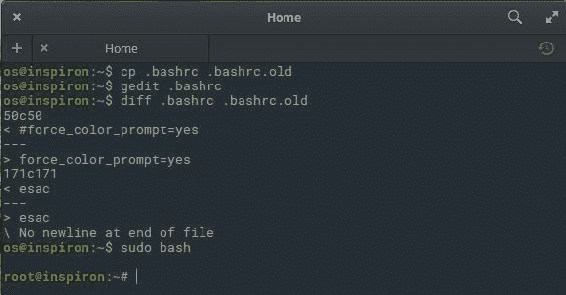 Home
Home
os@inspiron:~$ cp .bashrc .bashrc.old
os@inspiron:~$ gedit .bashrc
os@inspiron:~$ diff .bashrc .bashrc.old
50c50
< #force_color_prompt=yes
---
> force_color_prompt=yes
171c171
< esac
---
> esac
\ No newline at end of file
os@inspiron:~$ sudo bash
root@inspiron:~#